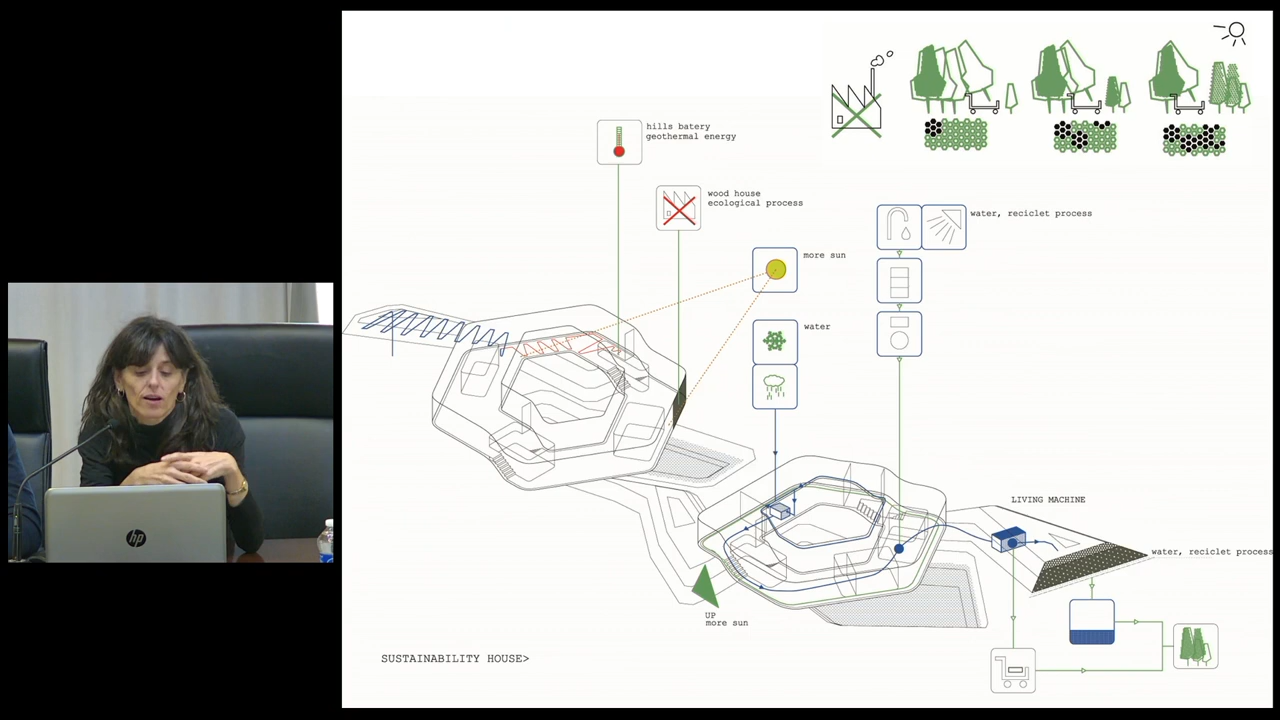 hills batery
geothermal energy
wood house
ecological process
water, reciclet process
more sun
water
LIVING MACHINE
water, reciclet process
UP
more sun
SUSTAINABILITY HOUSE>
hp